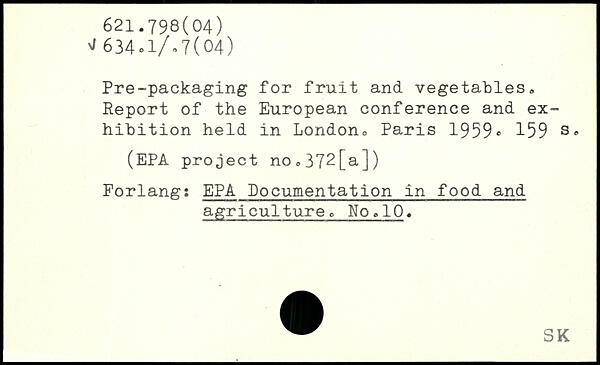 621.798(04)
√ 634.1/.7(04)
Pre-packaging for fruit and vegetables.
Report of the European conference and ex-
hibition held in London. Paris 1959. 159 s.
(EPA project no.372[a])
Forlang: EPA Documentation in food and
agriculture. No.10.
SK